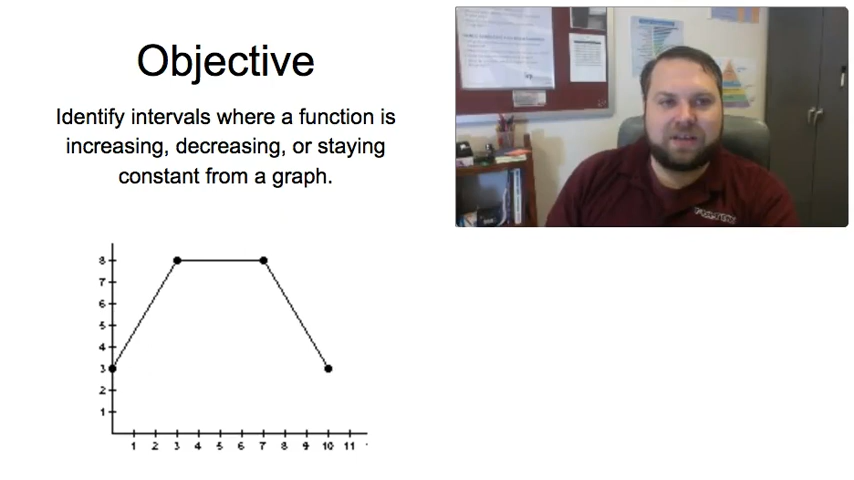 Objective
Identify intervals where a function is
increasing, decreasing, or staying
constant from a graph.
8
7
6
5
4
3
2
1
1 2 3 4 5 6 7 8 9 10 11